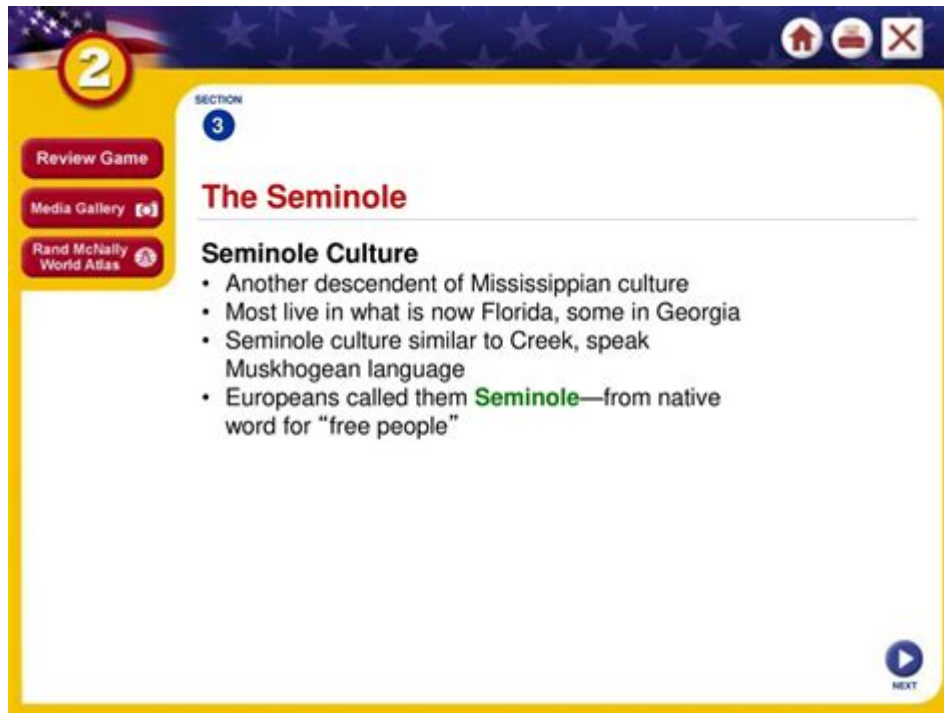 2
SECTION
3
Review Game
Media Gallery
Rand McNally
World Atlas
The Seminole
Seminole Culture
• Another descendent of Mississippian culture
• Most live in what is now Florida, some in Georgia
• Seminole culture similar to Creek, speak
Muskhogean language
• Europeans called them Seminole—from native
word for “free people”
NEXT